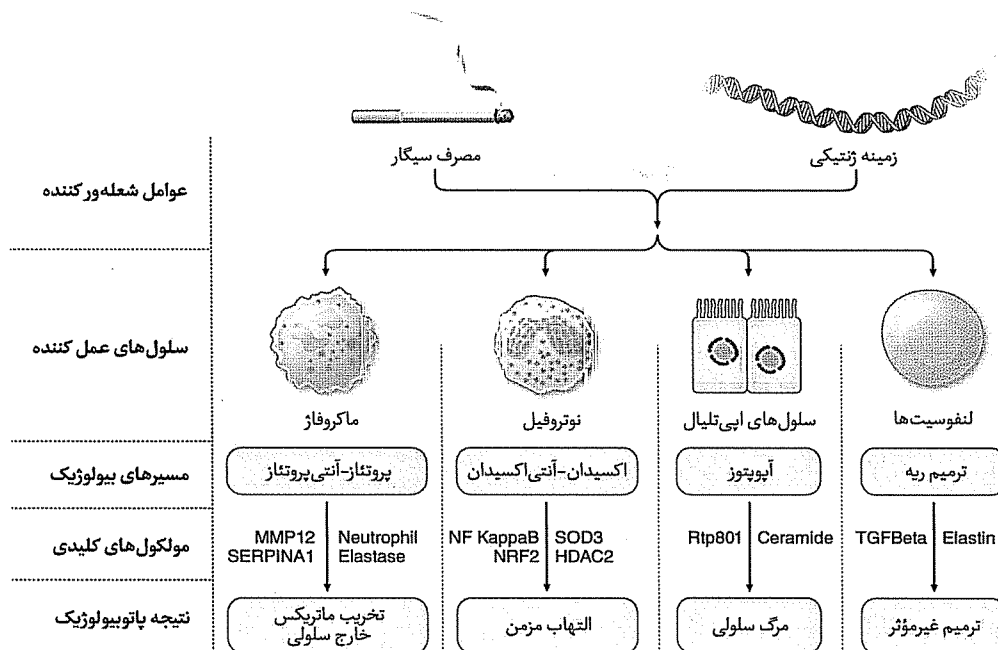 مصرف سیگار
زمینه ژنتیکی
عوامل شعله‌ور کننده
سلول‌های عمل کننده
ماکروفاژ
نوتروفیل
سلول‌های اپی‌تلیال
لنفوسیت‌ها
مسیرهای بیولوژیک
پروتئاز-آنتی‌پروتئاز
اکسیدان-آنتی‌اکسیدان
آپوپتوز
ترمیم ریه
مولکول‌های کلیدی
MMP12
SERPINA1
Neutrophil
Elastase
NF KappaB
NRF2
SOD3
HDAC2
Rtp801
Ceramide
TGFBeta
Elastin
نتیجه پاتوبیولوژیک
تخریب ماتریکس
خارج سلولی
التهاب مزمن
مرگ سلولی
ترمیم غیرمؤثر